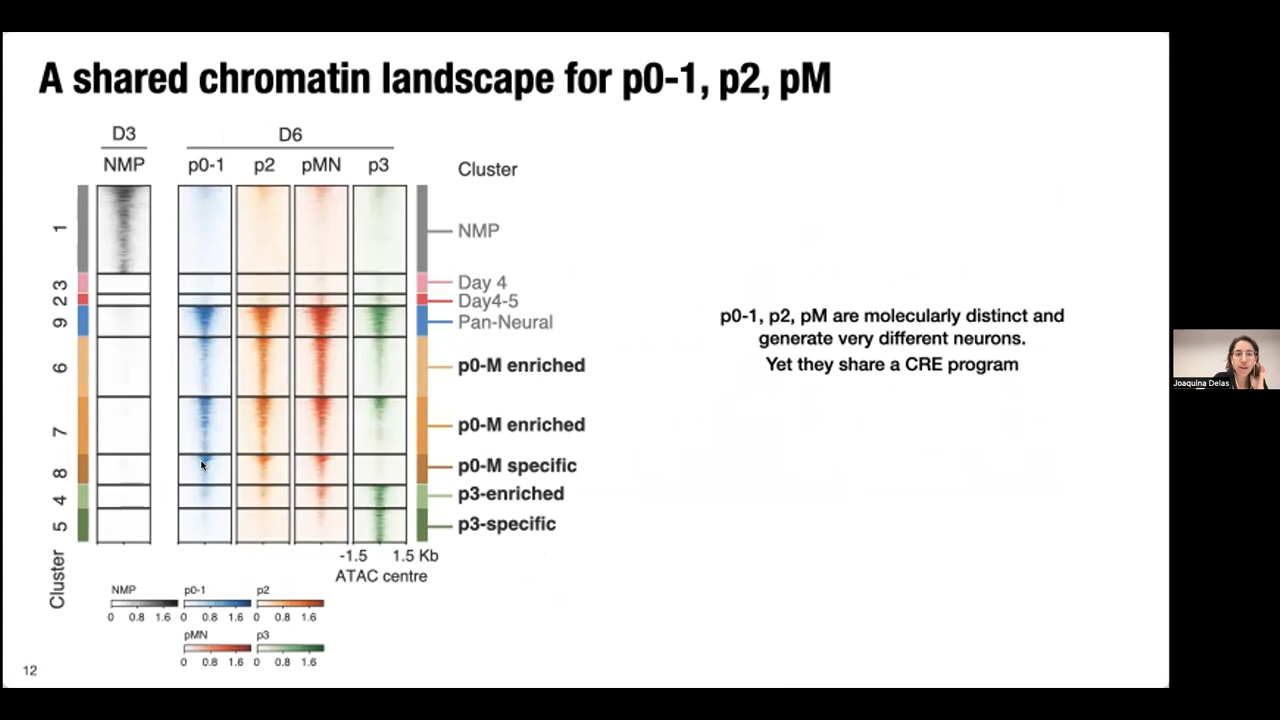 A shared chromatin landscape for p0-1, p2, pM
D3
D6
NMP
p0-1
p2
pMN
p3
Cluster
1
3
2
9
6
7
8
4
5
Cluster
NMP
Day 4
Day4-5
Pan-Neural
p0-M enriched
p0-M enriched
p0-M specific
p3-enriched
p3-specific
-1.5 1.5 Kb
ATAC centre
NMP
0 0.8 1.6
p0-1
0 0.8 1.6
p2
0 0.8 1.6
pMN
0 0.8 1.6
p3
0 0.8 1.6
p0-1, p2, pM are molecularly distinct and
generate very different neurons.
Yet they share a CRE program
12
Joaquina Delas